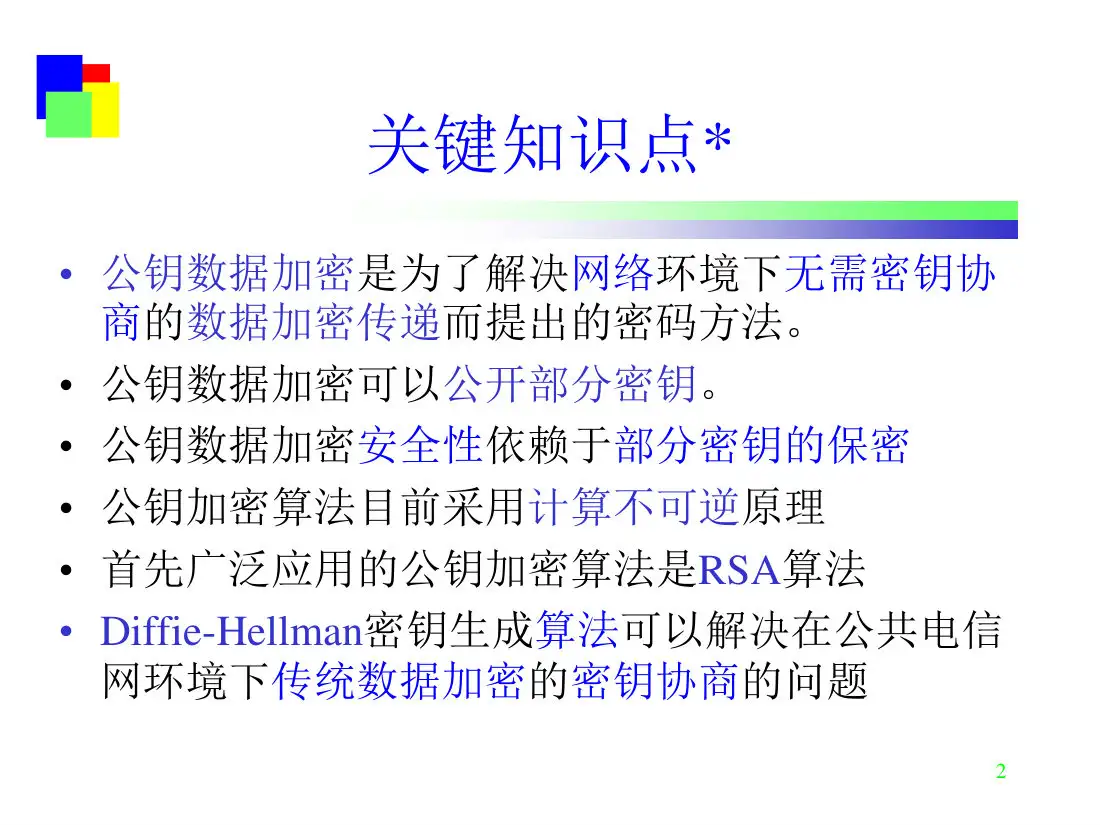 关键知识点*
• 公钥数据加密是为了解决网络环境下无需密钥协
商的数据加密传递而提出的密码方法。
• 公钥数据加密可以公开部分密钥。
• 公钥数据加密安全性依赖于部分密钥的保密
• 公钥加密算法目前采用计算不可逆原理
• 首先广泛应用的公钥加密算法是RSA算法
• Diffie-Hellman密钥生成算法可以解决在公共电信
网环境下传统数据加密的密钥协商的问题
2